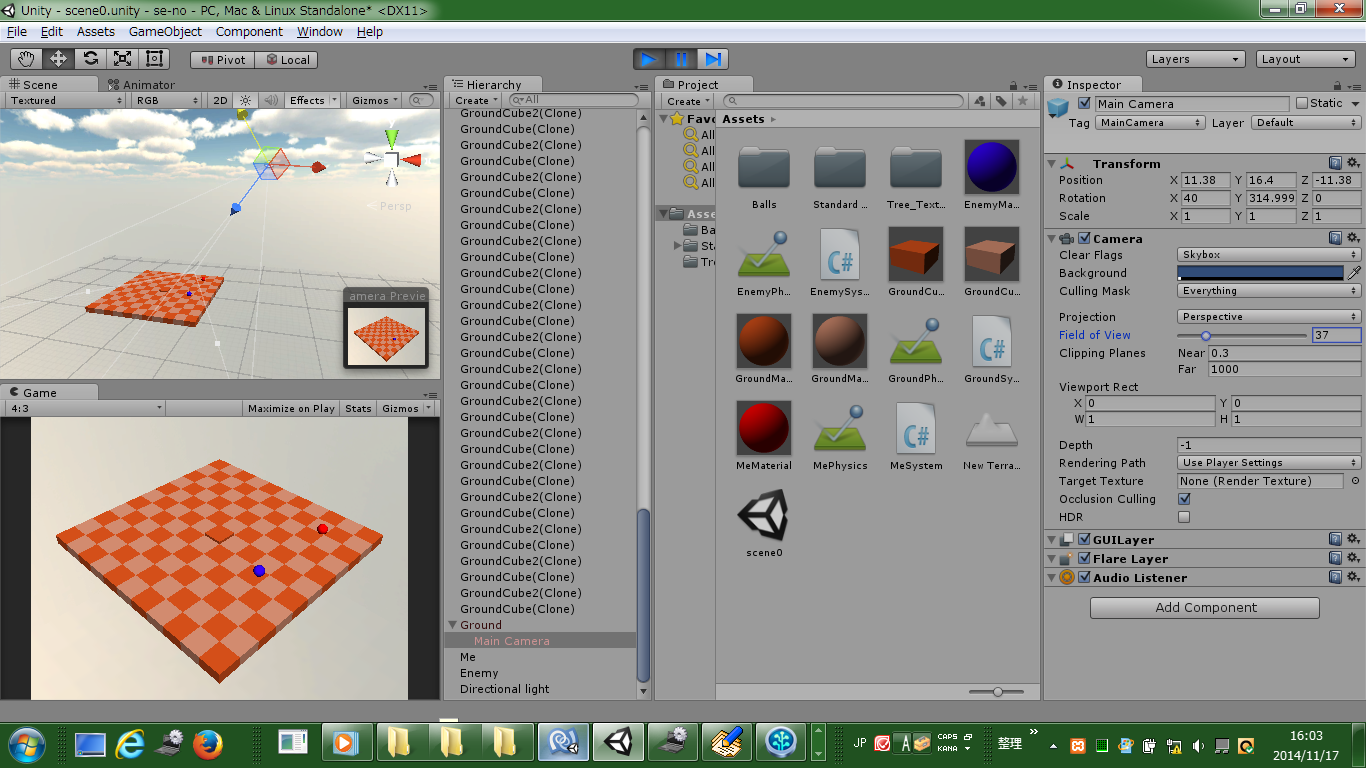 Unity - scene0.unity - se-no - PC, Mac & Linux Standalone* <DX11>
File Edit Assets GameObject Component Window Help
Pivot Local Layers Layout
Scene Animator
Textured RGB 2D Effects Gizmos
Persp
amera Previe
Game
4:3 Maximize on Play Stats Gizmos
Hierarchy
Create All
GroundCube2(Clone)
GroundCube(Clone)
GroundCube2(Clone)
GroundCube(Clone)
GroundCube2(Clone)
GroundCube(Clone)
GroundCube2(Clone)
GroundCube(Clone)
GroundCube2(Clone)
GroundCube(Clone)
GroundCube2(Clone)
GroundCube(Clone)
GroundCube2(Clone)
GroundCube(Clone)
GroundCube2(Clone)
GroundCube(Clone)
GroundCube2(Clone)
GroundCube(Clone)
GroundCube2(Clone)
GroundCube(Clone)
GroundCube2(Clone)
GroundCube(Clone)
GroundCube2(Clone)
GroundCube(Clone)
GroundCube2(Clone)
GroundCube(Clone)
GroundCube2(Clone)
GroundCube(Clone)
GroundCube2(Clone)
GroundCube(Clone)
GroundCube2(Clone)
GroundCube(Clone)
Ground
Main Camera
Me
Enemy
Directional light
Project
Create
Favo
All
All
All
All
Asse
Ba
Sta
Tre
Assets
Balls Standard ... Tree_Text... EnemyMa...
EnemyPh... EnemySys... GroundCu... GroundCu...
GroundMa... GroundMa... GroundPh... GroundSy...
MeMaterial MePhysics MeSystem New Terra...
scene0
Inspector
Main Camera Static
Tag MainCamera Layer Default
Transform
Position X 11.38 Y 16.4 Z -11.38
Rotation X 40 Y 314.999 Z 0
Scale X 1 Y 1 Z 1
Camera
Clear Flags Skybox
Background
Culling Mask Everything
Projection Perspective
Field of View 37
Clipping Planes Near 0.3
Far 1000
Viewport Rect
X 0 Y 0
W 1 H 1
Depth -1
Rendering Path Use Player Settings
Target Texture None (Render Texture)
Occlusion Culling
HDR
GUILayer
Flare Layer
Audio Listener
Add Component
JP A CAPS KANA 整理 16:03
2014/11/17